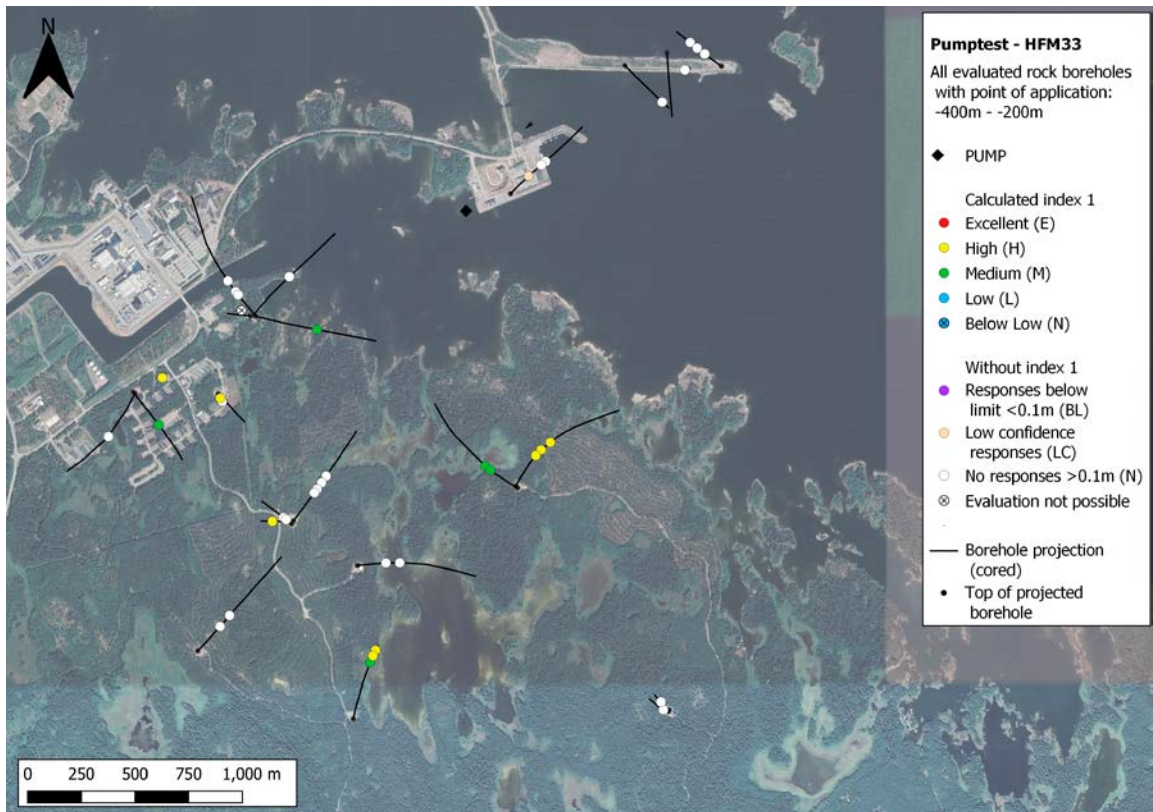 N
Pumptest - HFM33
All evaluated rock boreholes
with point of application:
-400m - -200m
PUMP
Calculated index 1
Excellent (E)
High (H)
Medium (M)
Low (L)
Below Low (N)
Without index 1
Responses below
limit <0.1m (BL)
Low confidence
responses (LC)
No responses >0.1m (N)
Evaluation not possible
Borehole projection
(cored)
Top of projected
borehole
0 250 500 750 1,000 m